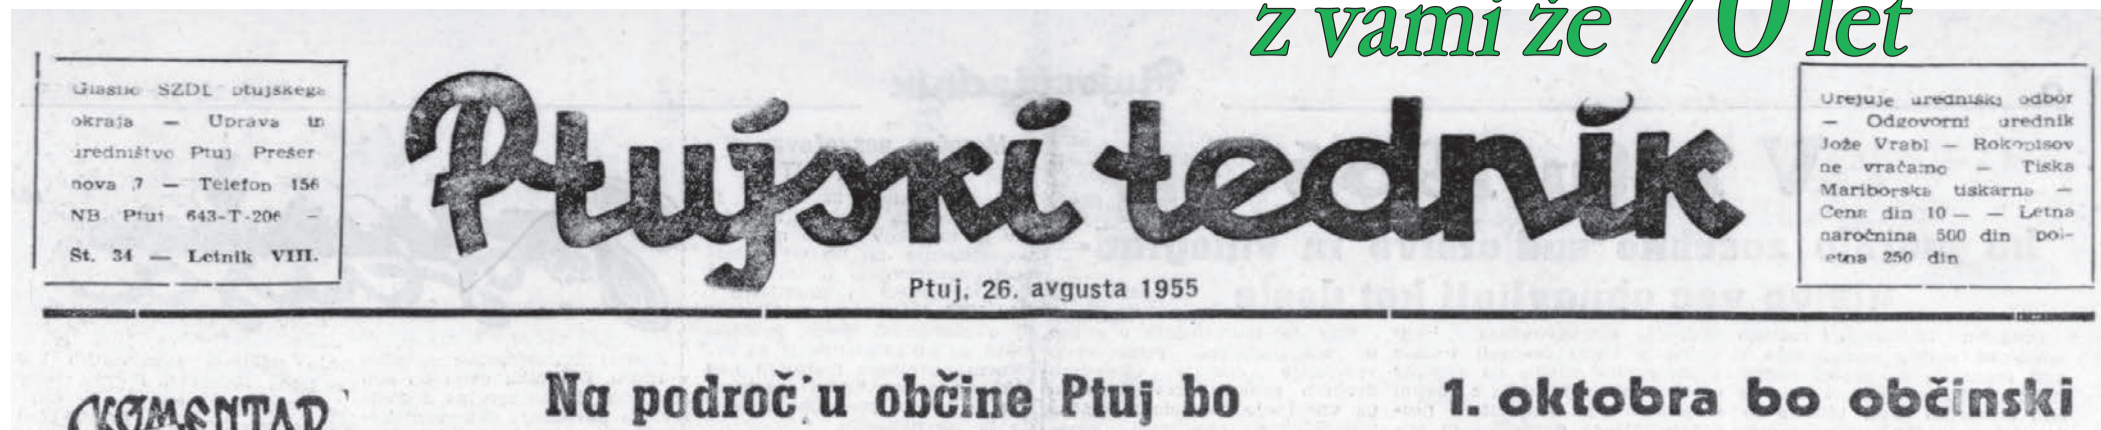 z vami že 70 let
Glasilo SZDL ptujskega
okraja — Uprava in
uredništvo Ptuj Prešer-
nova 7 — Telefon 156
NB Ptuj 643-T-206 —
Št. 34 — Letnik VIII.
Ptujski tednik
Ptuj, 26. avgusta 1955
Urejuje uredniški odbor
— Odgovorni urednik
Jože Vrabl — Rokopisov
ne vračamo — Tiska
Mariborska tiskarna —
Cena din 10 — — Letna
naročnina 500 din pol-
letna 250 din
KOMENTAR
Na področju občine Ptuj bo
1. oktobra bo občinski